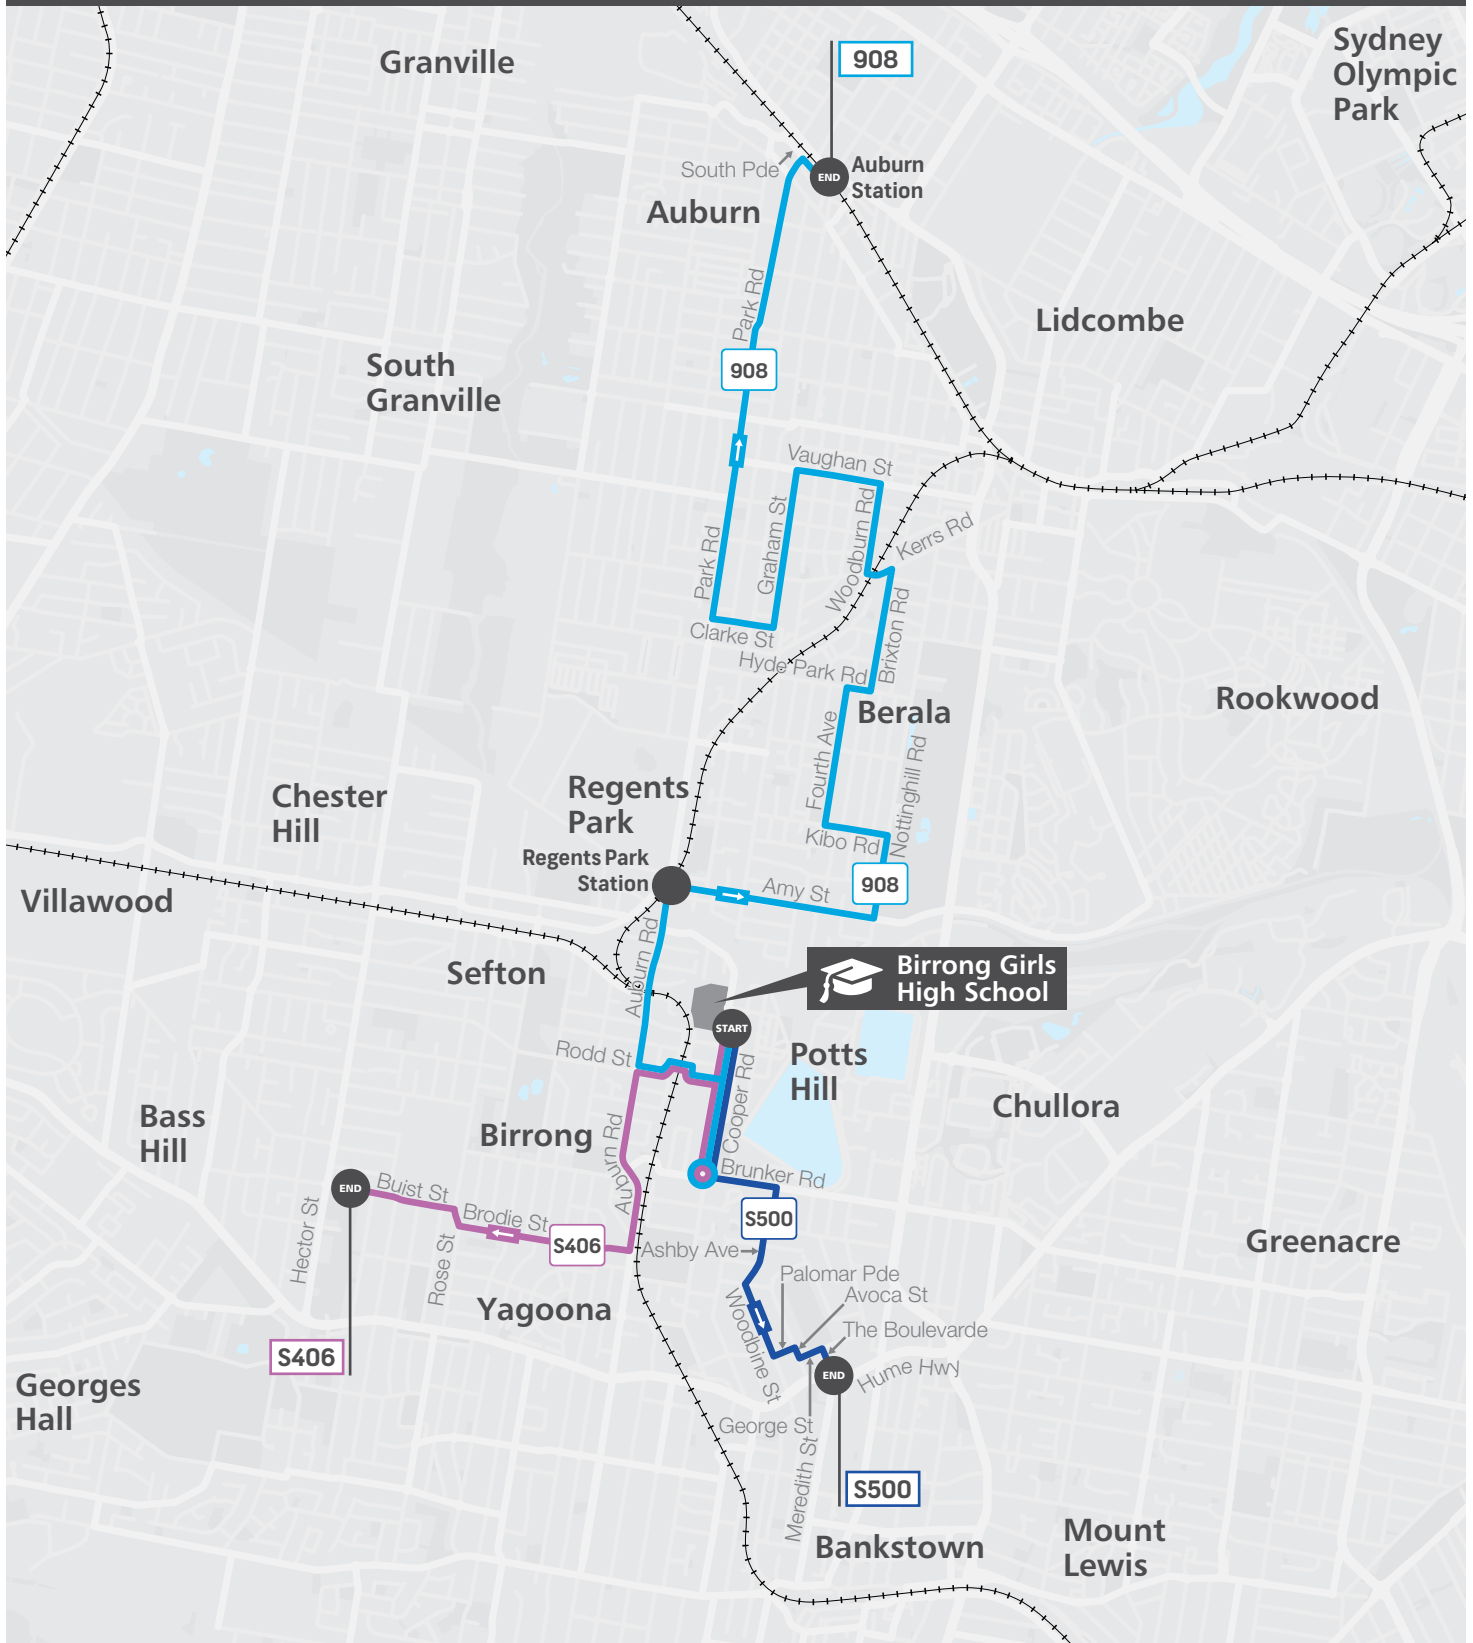 Granville
908
Sydney
Olympic
Park
South Pde
END
Auburn
Station
Auburn
Park Rd
Lidcombe
908
South
Granville
Vaughan St
Woodburn Rd
Kerrs Rd
Graham St
Park Rd
Clarke St
Brixton Rd
Hyde Park Rd
Rookwood
Berala
Fourth Ave
Nottinghill Rd
Regents
Park
Chester
Hill
Kibo Rd
Regents Park
Station
908
Amy St
Villawood
Auburn Rd
Sefton
Birrong Girls
High School
START
Rodd St
Potts
Hill
Cooper Rd
Chullora
Bass
Hill
Birrong
Auburn Rd
Brunker Rd
END
Buist St
Hector St
Brodie St
S406
S500
Rose St
Ashby Ave
Greenacre
Palomar Pde
Avoca St
Yagoona
Woodbine St
The Boulevarde
S406
END
Hume Hwy
Georges
Hall
George St
Meredith St
S500
Bankstown
Mount
Lewis